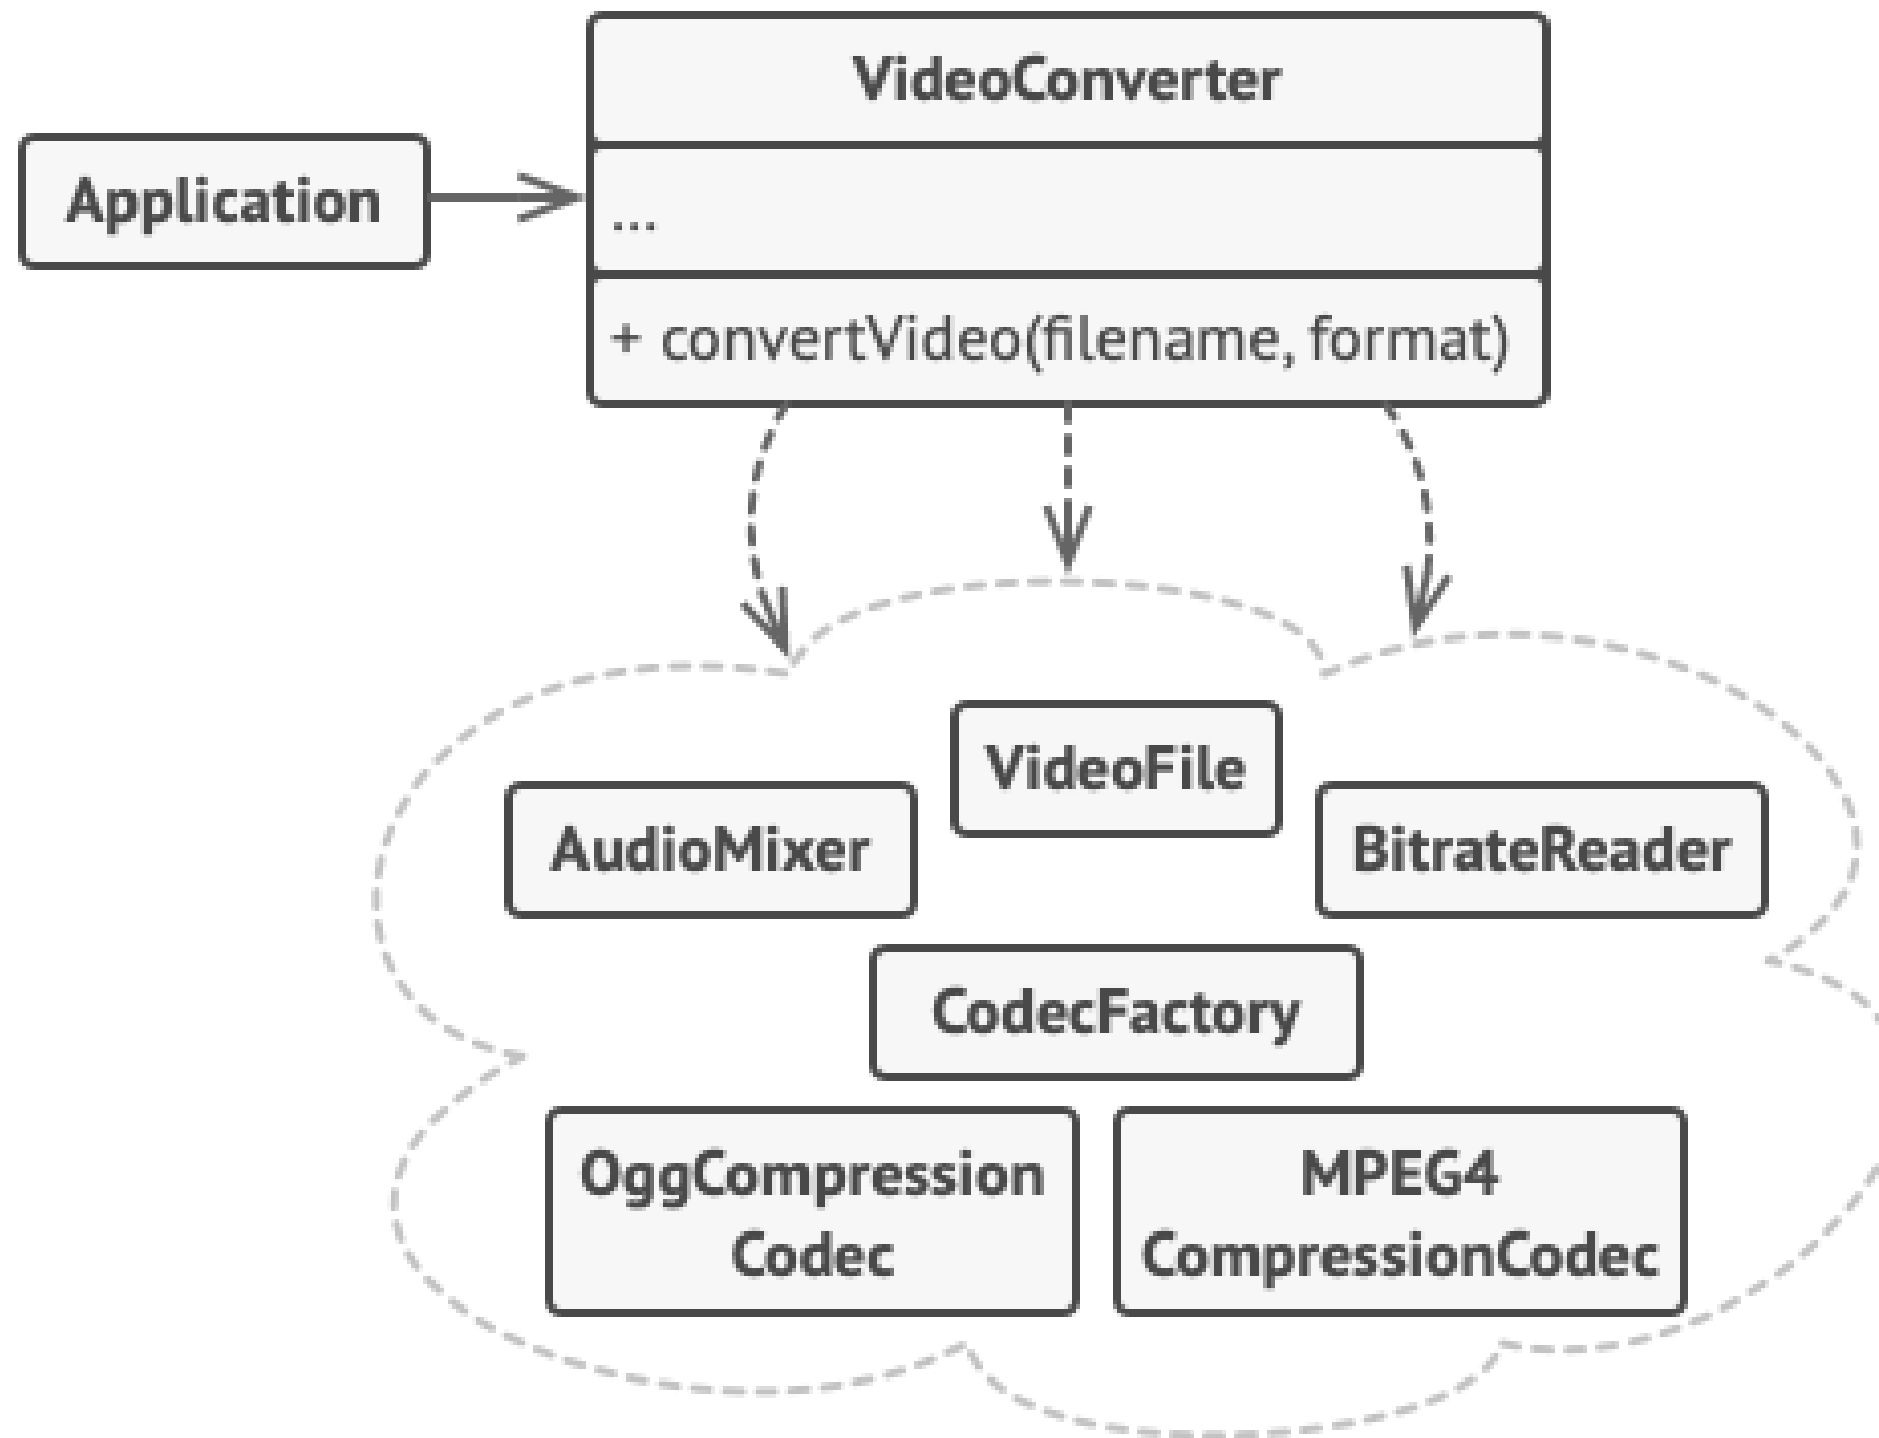 VideoConverter
Application
...
+ convertVideo(filename, format)
VideoFile
AudioMixer
BitrateReader
CodecFactory
OggCompression
Codec
MPEG4
CompressionCodec